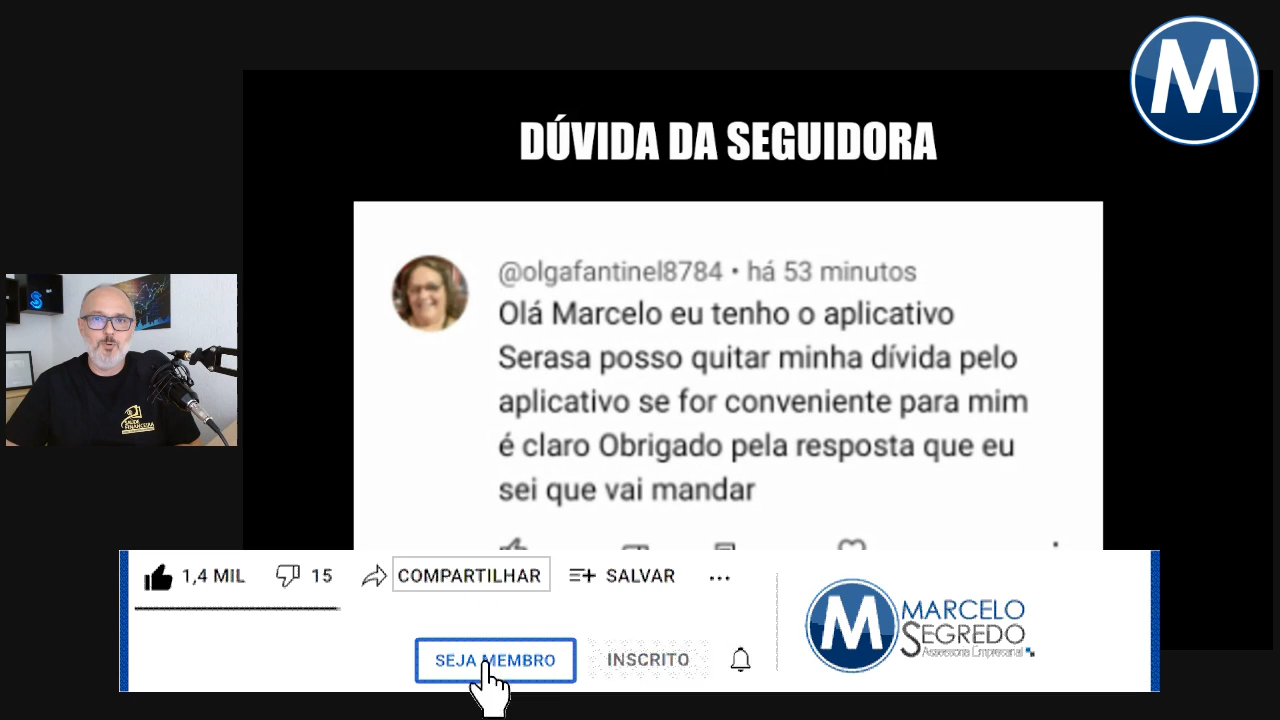 M
DÚVIDA DA SEGUIDORA
@olgafantinel8784 • há 53 minutos
Olá Marcelo eu tenho o aplicativo
Serasa posso quitar minha dívida pelo
aplicativo se for conveniente para mim
é claro Obrigado pela resposta que eu
sei que vai mandar
S
SAÚDE
FINANCEIRA
1,4 MIL 15 COMPARTILHAR SALVAR ...
SEJA MEMBRO INSCRITO
M MARCELO
SEGREDO
Assessoria Empresarial